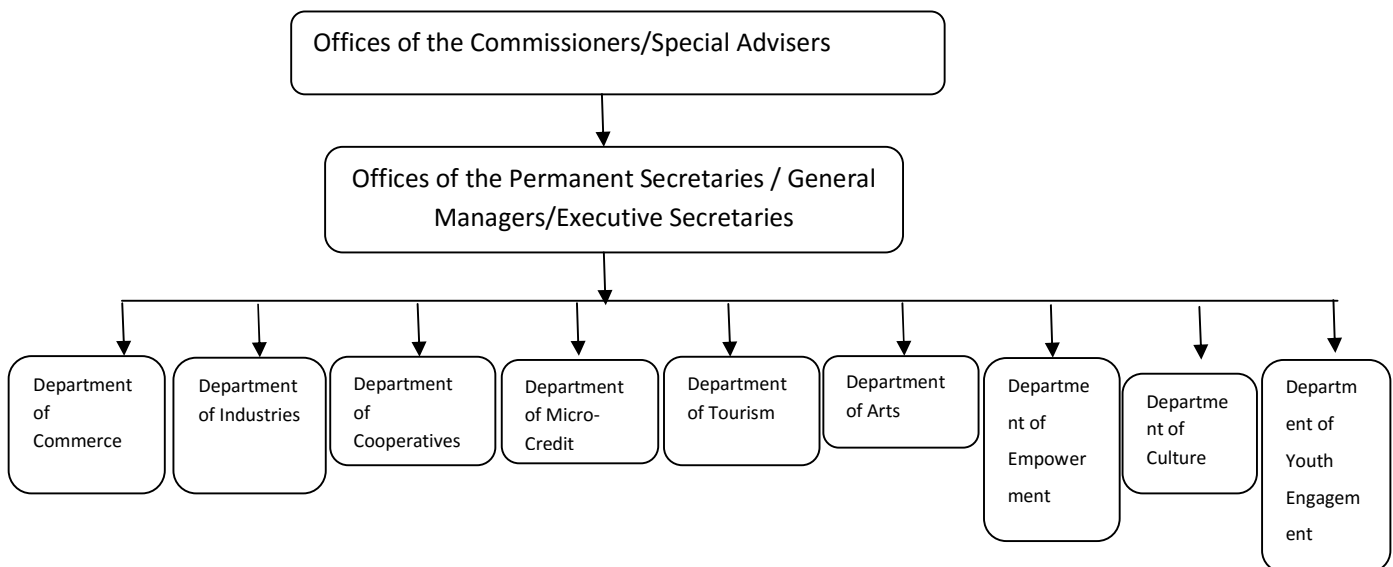 Offices of the Commissioners/Special Advisers
Offices of the Permanent Secretaries / General
Managers/Executive Secretaries
Department
of
Commerce
Department
of Industries
Department
of
Cooperatives
Department
of Micro-
Credit
Department
of Tourism
Department
of Arts
Departme
nt of
Empower
ment
Departme
nt of
Culture
Departm
ent of
Youth
Engagem
ent